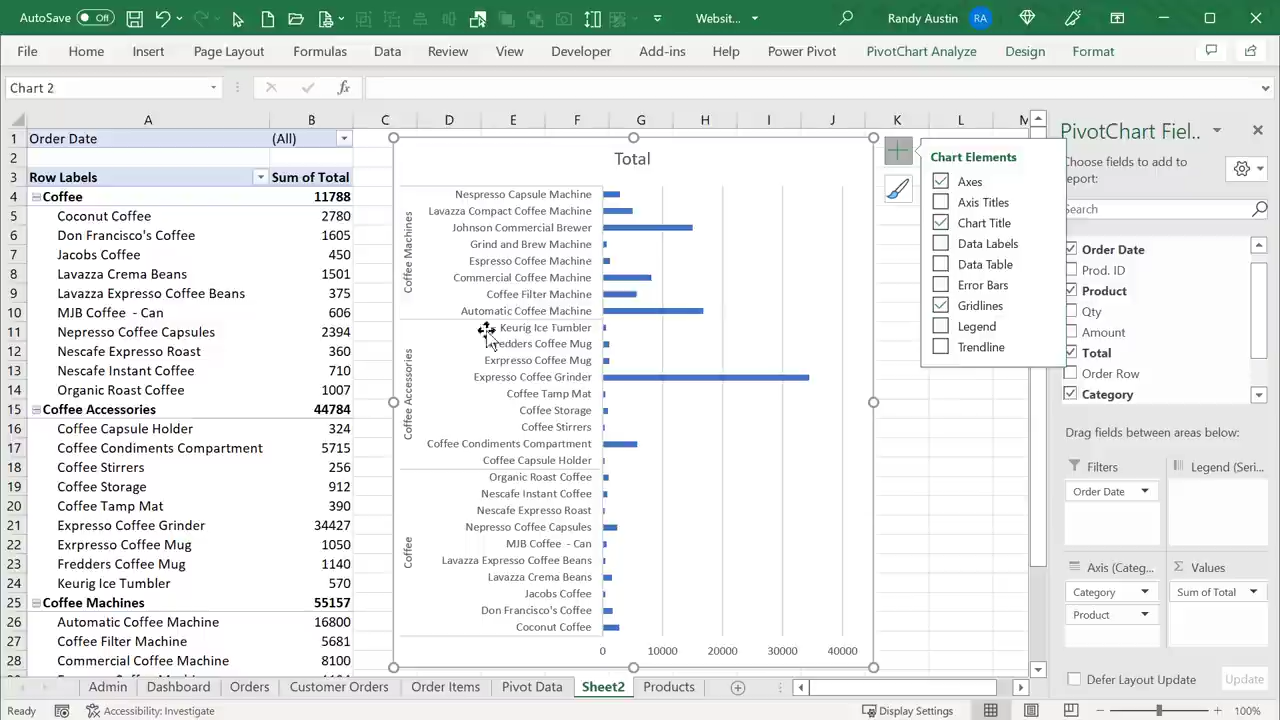 AutoSave Off Websit... Randy Austin RA
File Home Insert Page Layout Formulas Data Review View Developer Add-ins Help Power Pivot PivotChart Analyze Design Format
Chart 2 fx
A B C D E F G H I J K L M
1 Order Date (All)
2
3 Row Labels Sum of Total
4 Coffee 11788
5 Coconut Coffee 2780
6 Don Francisco's Coffee 1605
7 Jacobs Coffee 450
8 Lavazza Crema Beans 1501
9 Lavazza Expresso Coffee Beans 375
10 MJB Coffee - Can 606
11 Nepresso Coffee Capsules 2394
12 Nescafe Expresso Roast 360
13 Nescafe Instant Coffee 710
14 Organic Roast Coffee 1007
15 Coffee Accessories 44784
16 Coffee Capsule Holder 324
17 Coffee Condiments Compartment 5715
18 Coffee Stirrers 256
19 Coffee Storage 912
20 Coffee Tamp Mat 390
21 Expresso Coffee Grinder 34427
22 Exrpresso Coffee Mug 1050
23 Fredders Coffee Mug 1140
24 Keurig Ice Tumbler 570
25 Coffee Machines 55157
26 Automatic Coffee Machine 16800
27 Coffee Filter Machine 5681
28 Commercial Coffee Machine 8100
Total
Coffee Machines
Nespresso Capsule Machine
Lavazza Compact Coffee Machine
Johnson Commercial Brewer
Grind and Brew Machine
Espresso Coffee Machine
Commercial Coffee Machine
Coffee Filter Machine
Automatic Coffee Machine
Coffee Accessories
Keurig Ice Tumbler
Fredders Coffee Mug
Exrpresso Coffee Mug
Expresso Coffee Grinder
Coffee Tamp Mat
Coffee Storage
Coffee Stirrers
Coffee Condiments Compartment
Coffee Capsule Holder
Coffee
Organic Roast Coffee
Nescafe Instant Coffee
Nescafe Expresso Roast
Nepresso Coffee Capsules
MJB Coffee - Can
Lavazza Expresso Coffee Beans
Lavazza Crema Beans
Jacobs Coffee
Don Francisco's Coffee
Coconut Coffee
0 10000 20000 30000 40000
Chart Elements
Axes
Axis Titles
Chart Title
Data Labels
Data Table
Error Bars
Gridlines
Legend
Trendline
PivotChart Fiel..
Choose fields to add to
report:
Search
Order Date
Prod. ID
Product
Qty
Amount
Total
Order Row
Category
Drag fields between areas below:
Filters Legend (Seri...
Order Date
Axis (Categ... Values
Category Sum of Total
Product
Defer Layout Update Update
Admin Dashboard Orders Customer Orders Order Items Pivot Data Sheet2 Products
Ready Accessibility: Investigate Display Settings 100%